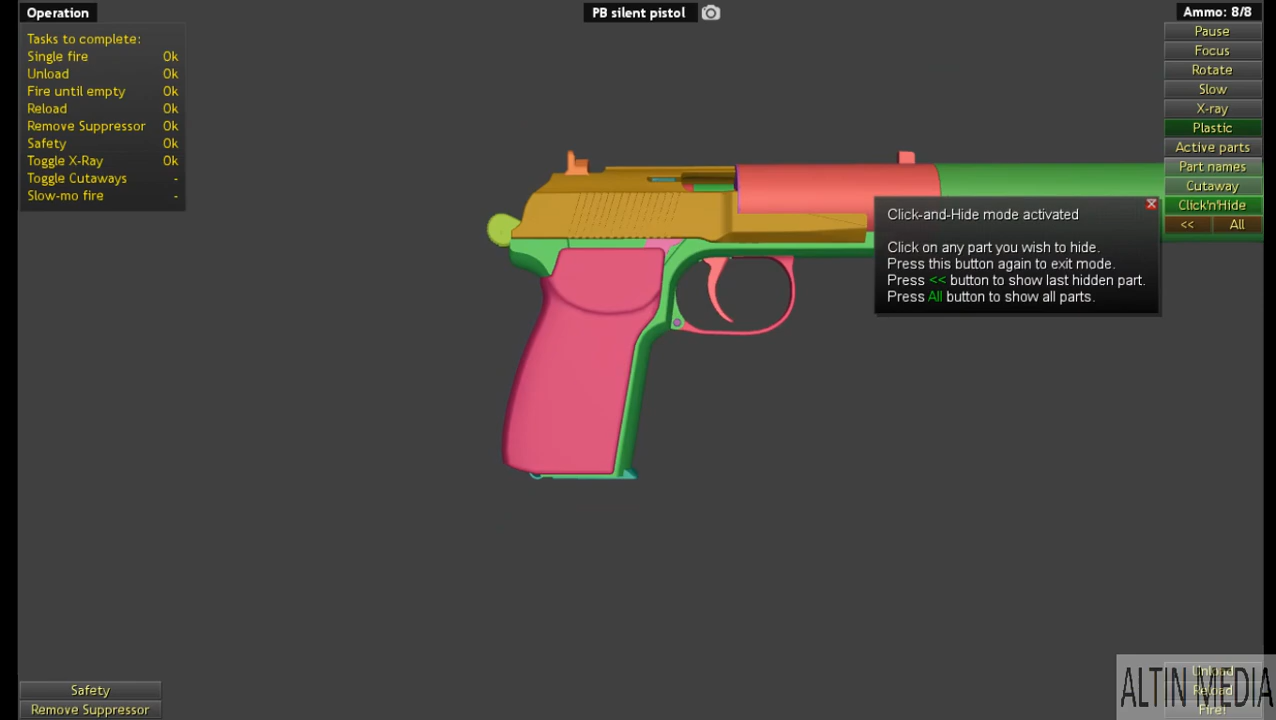 Operation
Tasks to complete:
Single fire Ok
Unload Ok
Fire until empty Ok
Reload Ok
Remove Suppressor Ok
Safety Ok
Toggle X-Ray Ok
Toggle Cutaways -
Slow-mo fire -
PB silent pistol
Ammo: 8/8
Pause
Focus
Rotate
Slow
X-ray
Plastic
Active parts
Part names
Cutaway
Click'n'Hide
<< All
Click-and-Hide mode activated
Click on any part you wish to hide.
Press this button again to exit mode.
Press << button to show last hidden part.
Press All button to show all parts.
Safety
Remove Suppressor
Unload
Reload
Fire!
ALTIN MEDIA